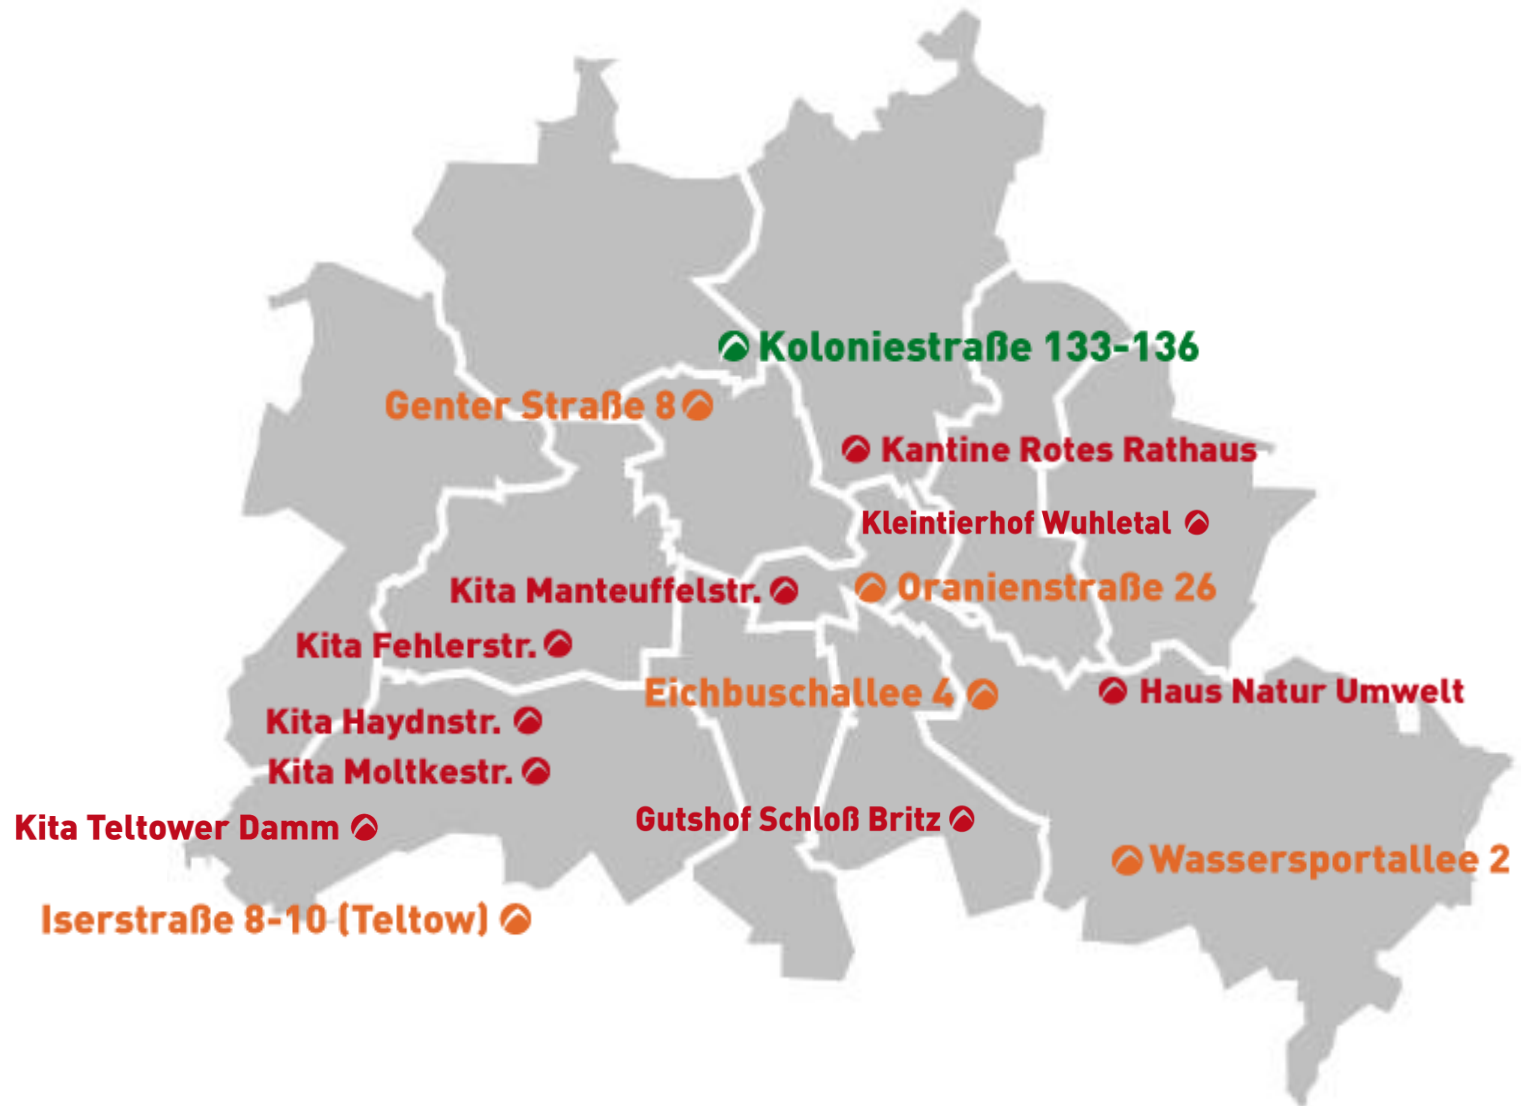 Koloniestraße 133-136
Genter Straße 8
Kantine Rotes Rathaus
Kleintierhof Wuhletal
Oranienstraße 26
Kita Manteuffelstr.
Kita Fehlerstr.
Eichbuschallee 4
Haus Natur Umwelt
Kita Haydnstr.
Kita Moltkestr.
Gutshof Schloß Britz
Kita Teltower Damm
Wassersportallee 2
Iserstraße 8-10 (Teltow)